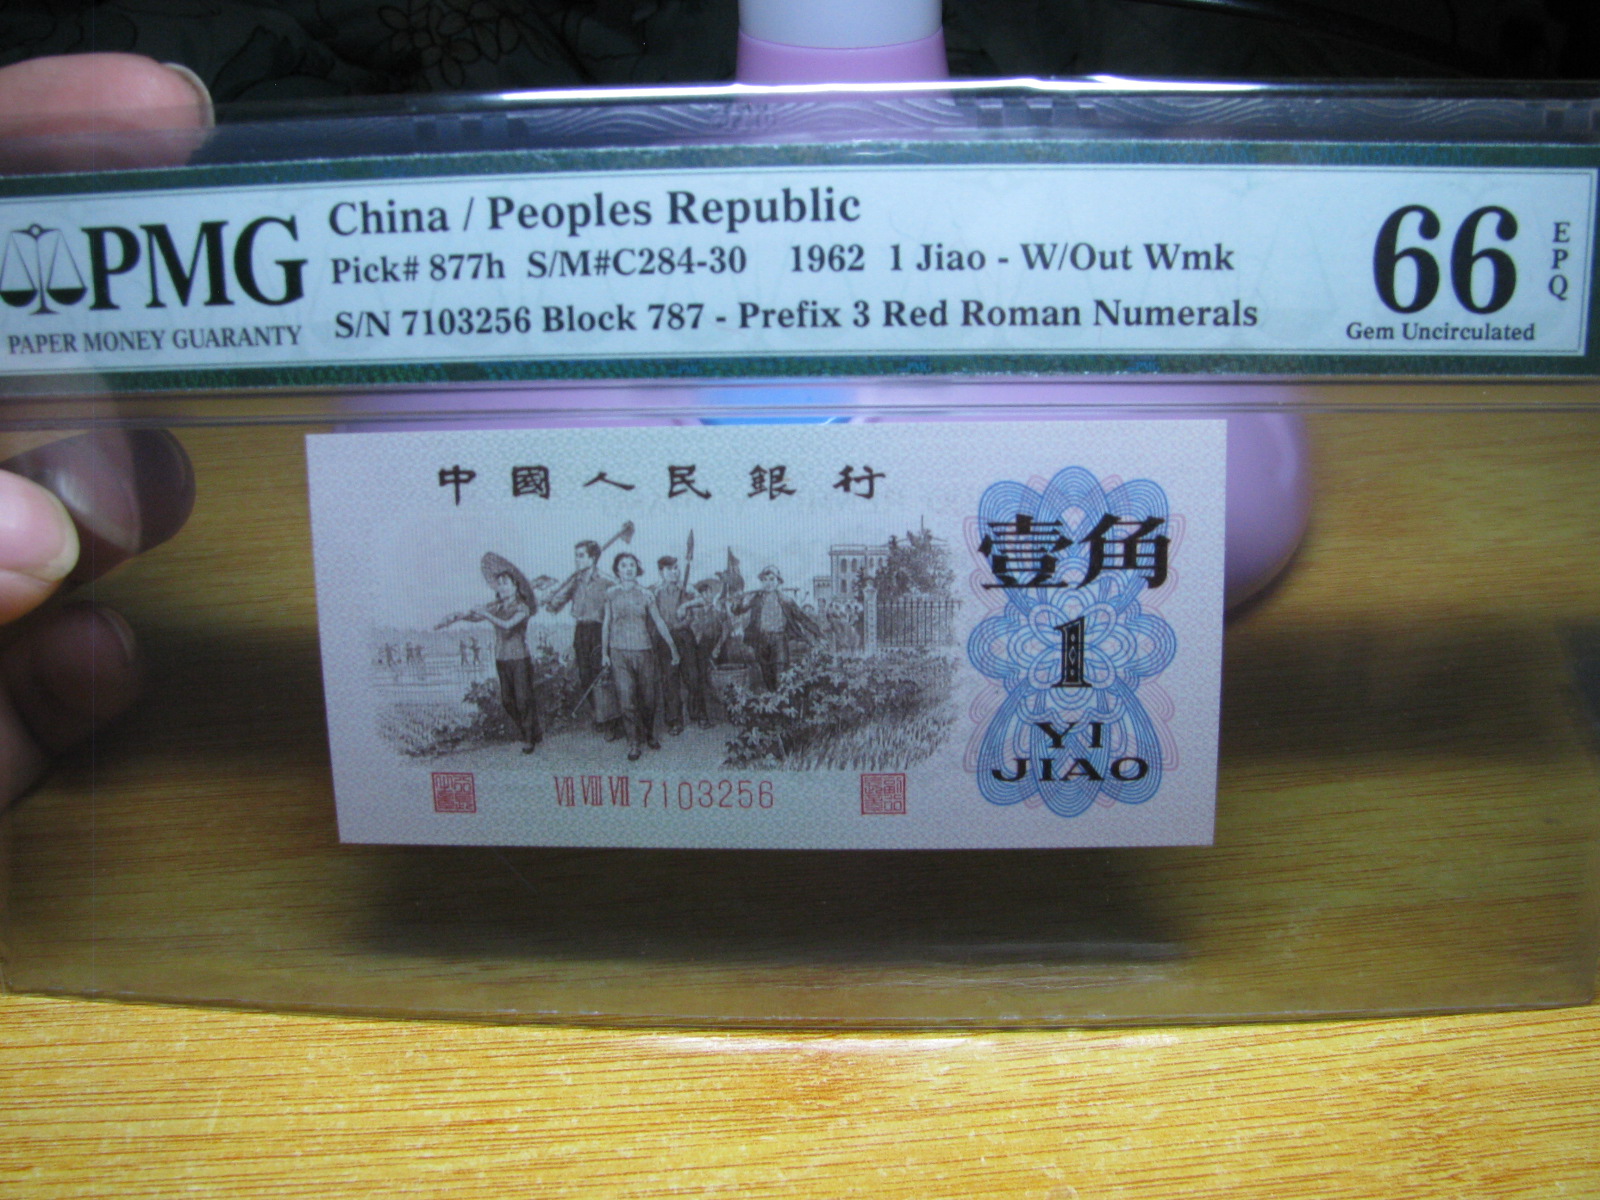 PMG
PAPER MONEY GUARANTY
China / Peoples Republic
Pick# 877h S/M#C284-30 1962 1 Jiao - W/Out Wmk
S/N 7103256 Block 787 - Prefix 3 Red Roman Numerals
66
EPQ
Gem Uncirculated
中國人民銀行
壹角
1
YI
JIAO
VII VIII VII 7103256